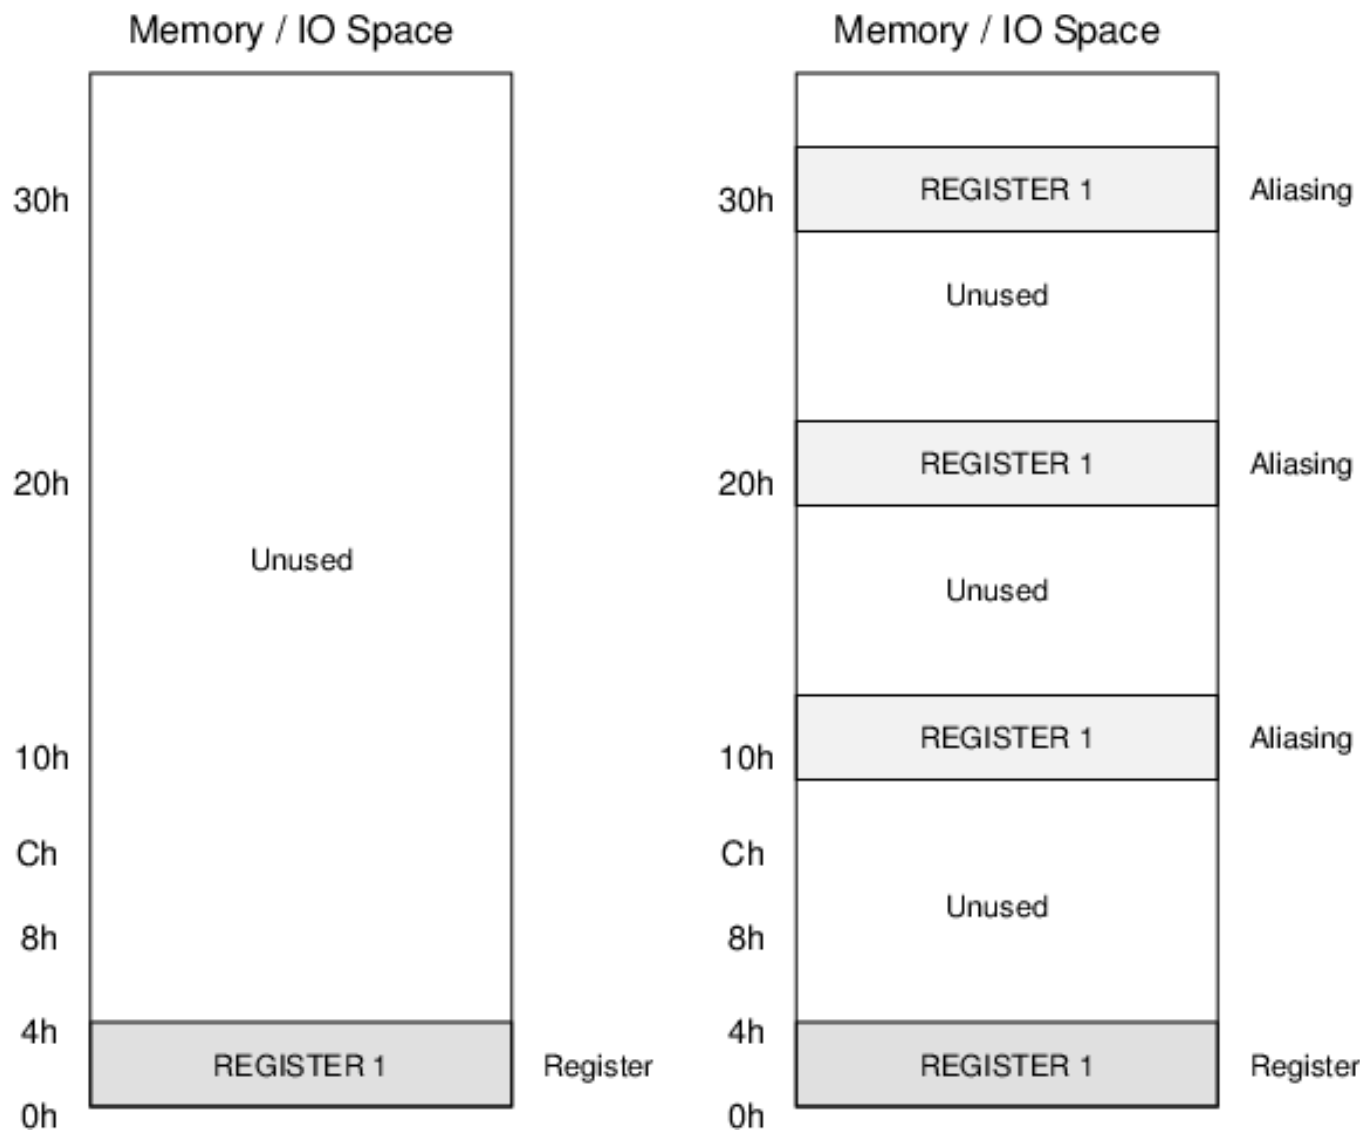 Memory / IO Space
30h
20h
Unused
10h
Ch
8h
4h
REGISTER 1
Register
0h
Memory / IO Space
REGISTER 1
Aliasing
30h
Unused
REGISTER 1
Aliasing
20h
Unused
REGISTER 1
Aliasing
10h
Ch
Unused
8h
4h
REGISTER 1
Register
0h